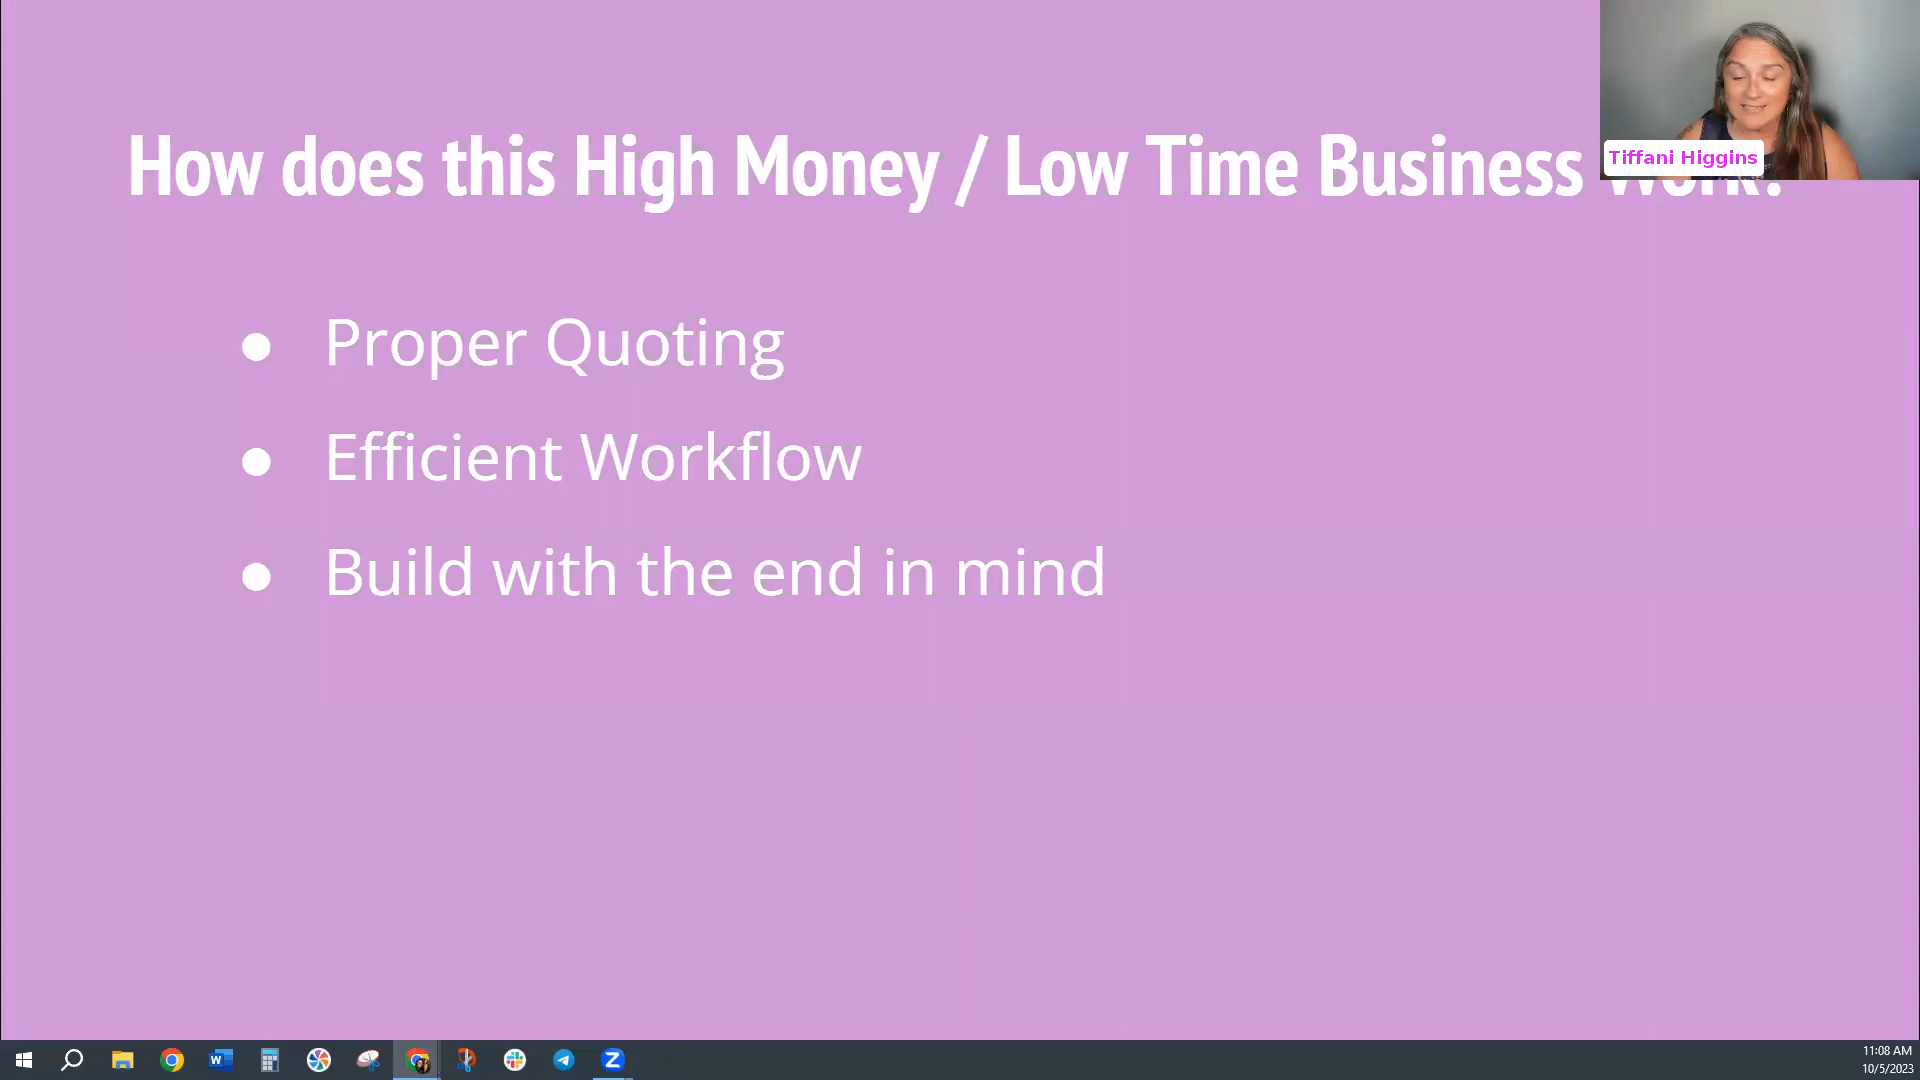 How does this High Money / Low Time Business Work?
Tiffani Higgins
● Proper Quoting
● Efficient Workflow
● Build with the end in mind
11:08 AM
10/5/2023